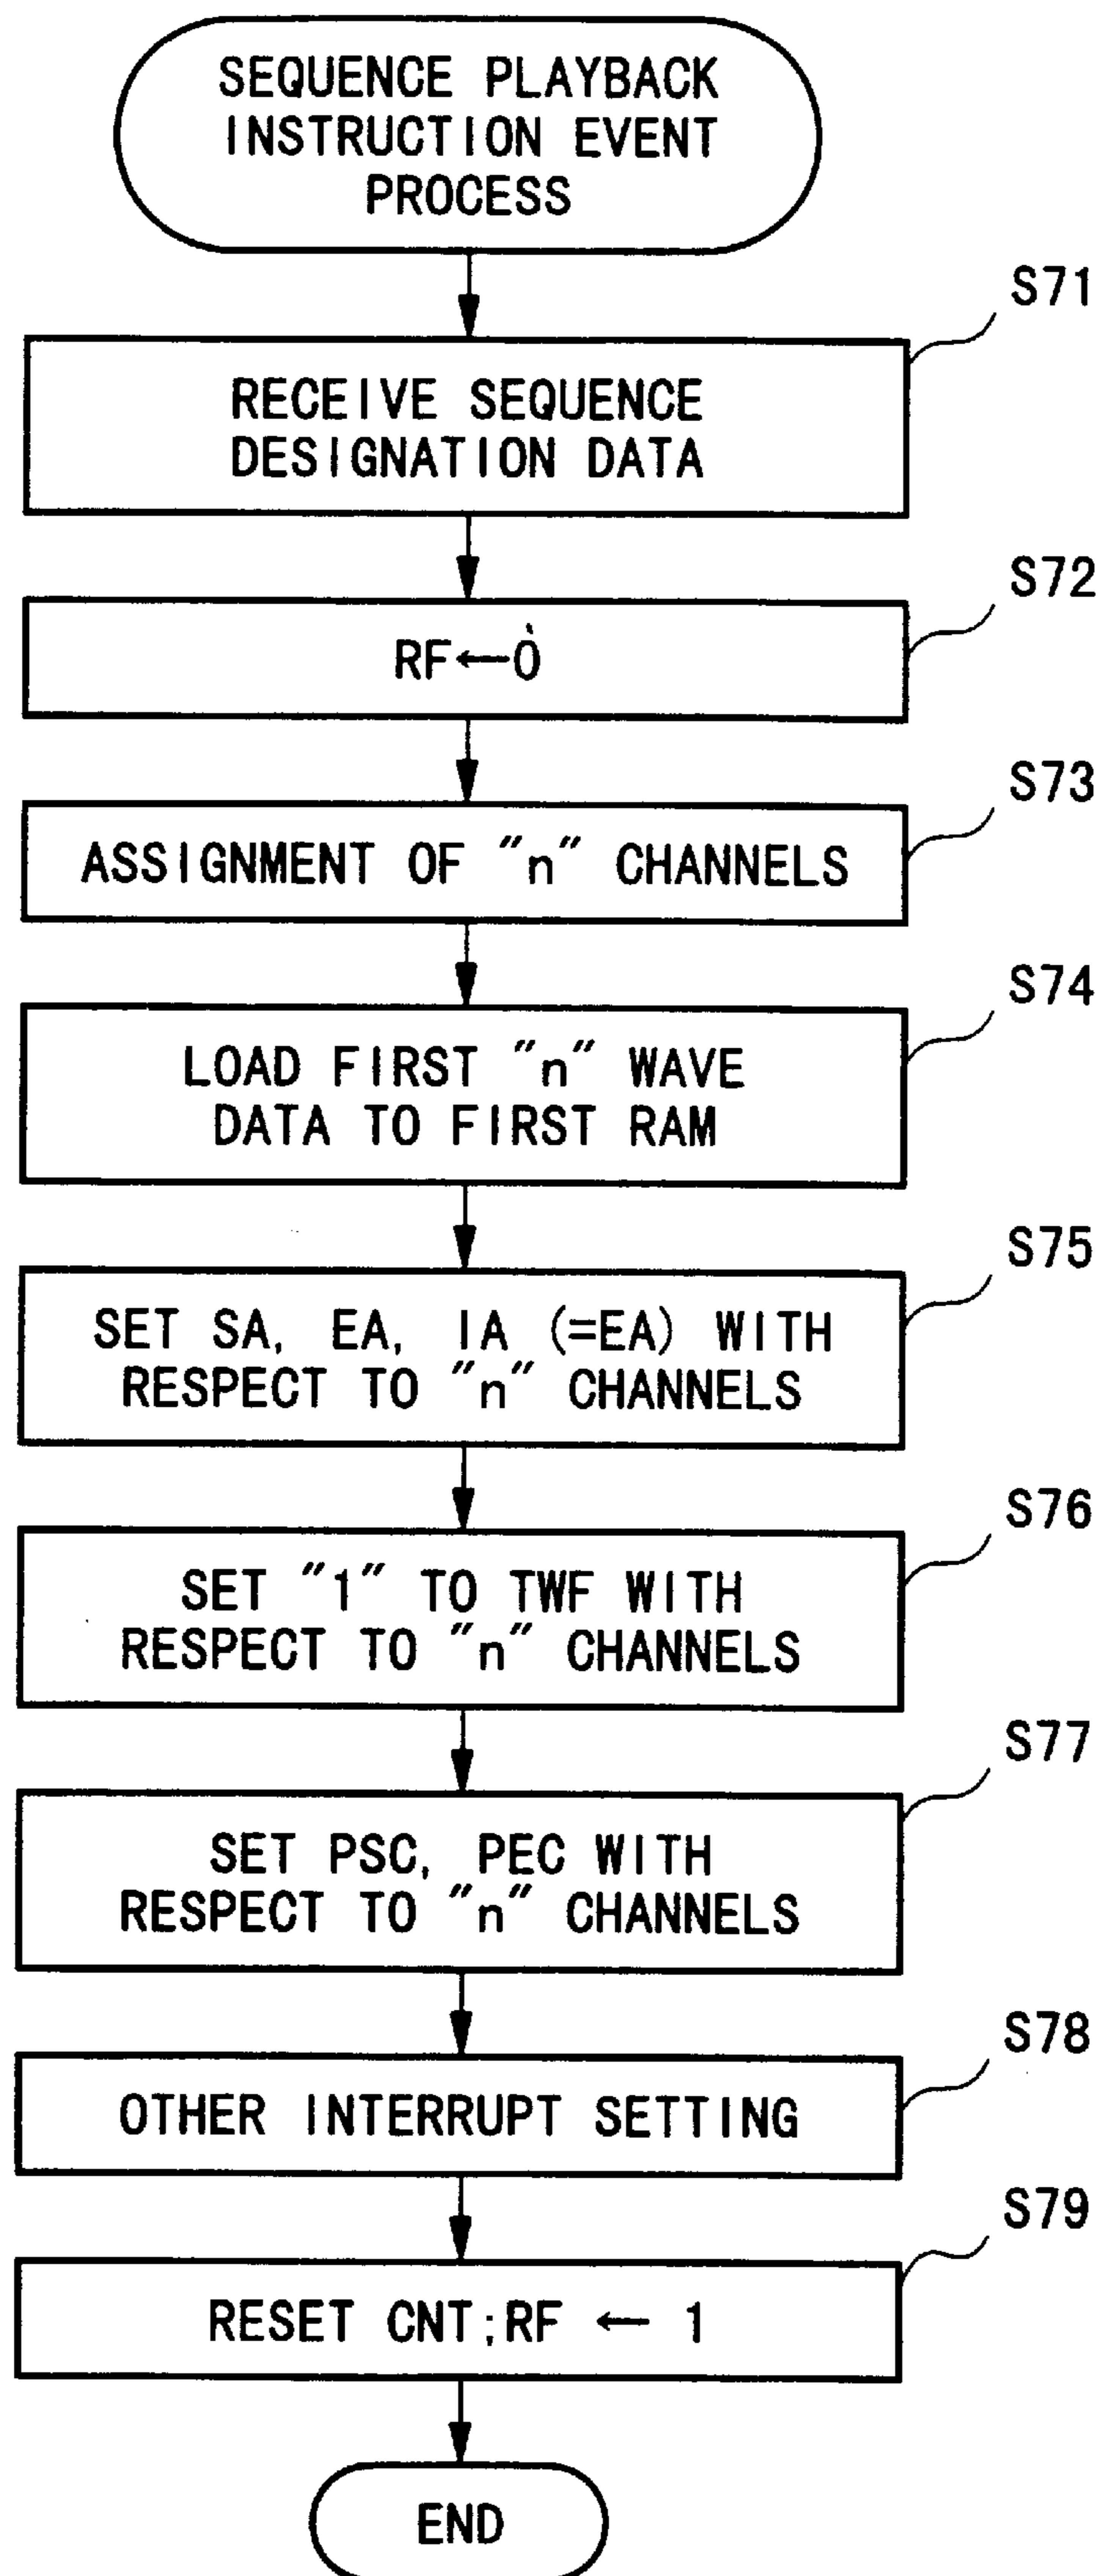 SEQUENCE PLAYBACK
INSTRUCTION EVENT
PROCESS
S71
RECEIVE SEQUENCE
DESIGNATION DATA
S72
RF←0
S73
ASSIGNMENT OF "n" CHANNELS
S74
LOAD FIRST "n" WAVE
DATA TO FIRST RAM
S75
SET SA, EA, IA (=EA) WITH
RESPECT TO "n" CHANNELS
S76
SET "1" TO TWF WITH
RESPECT TO "n" CHANNELS
S77
SET PSC, PEC WITH
RESPECT TO "n" CHANNELS
S78
OTHER INTERRUPT SETTING
S79
RESET CNT;RF ← 1
END